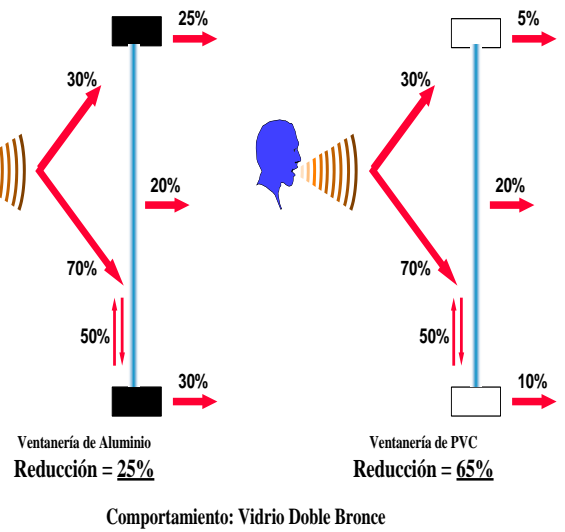 25%
5%
30%
30%
20%
20%
70%
70%
50%
50%
30%
10%
Ventanería de Aluminio
Reducción = 25%
Ventanería de PVC
Reducción = 65%
Comportamiento: Vidrio Doble Bronce